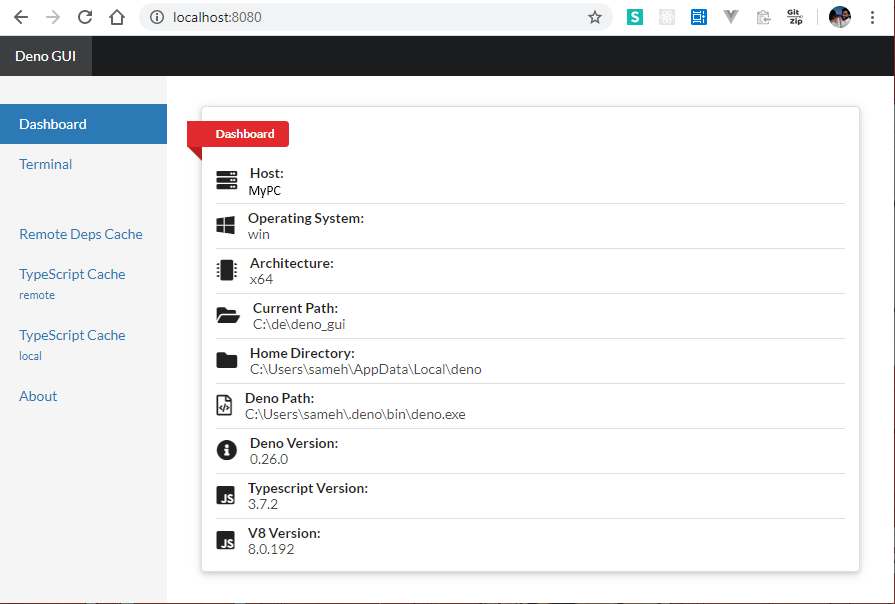 localhost:8080
S
Git
Zip
Deno GUI
Dashboard
Terminal
Remote Deps Cache
TypeScript Cache
remote
TypeScript Cache
local
About
Dashboard
Host:
MyPC
Operating System:
win
Architecture:
x64
Current Path:
C:\de\deno_gui
Home Directory:
C:\Users\sameh\AppData\Local\deno
Deno Path:
C:\Users\sameh\.deno\bin\deno.exe
Deno Version:
0.26.0
JS
Typescript Version:
3.7.2
JS
V8 Version:
8.0.192